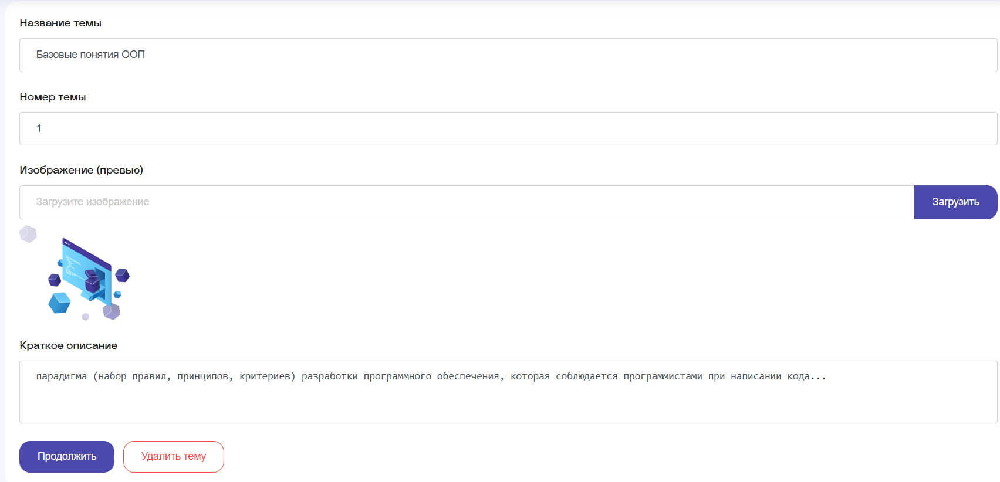 Название темы
Базовые понятия ООП
Номер темы
1
Изображение (превью)
Загрузите изображение
Загрузить
Краткое описание
парадигма (набор правил, принципов, критериев) разработки программного обеспечения, которая соблюдается программистами при написании кода...
Продолжить
Удалить тему